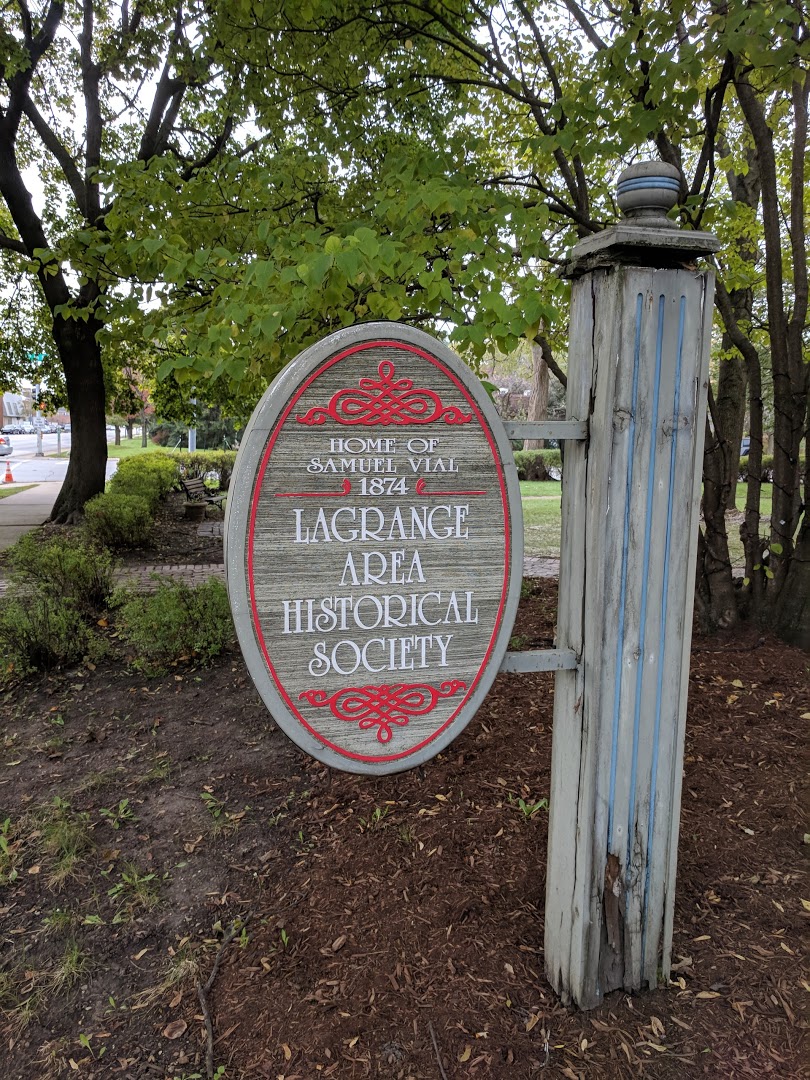 HOME OF
SAMUEL VIAL
1874
LAGRANGE
AREA
HISTORICAL
SOCIETY